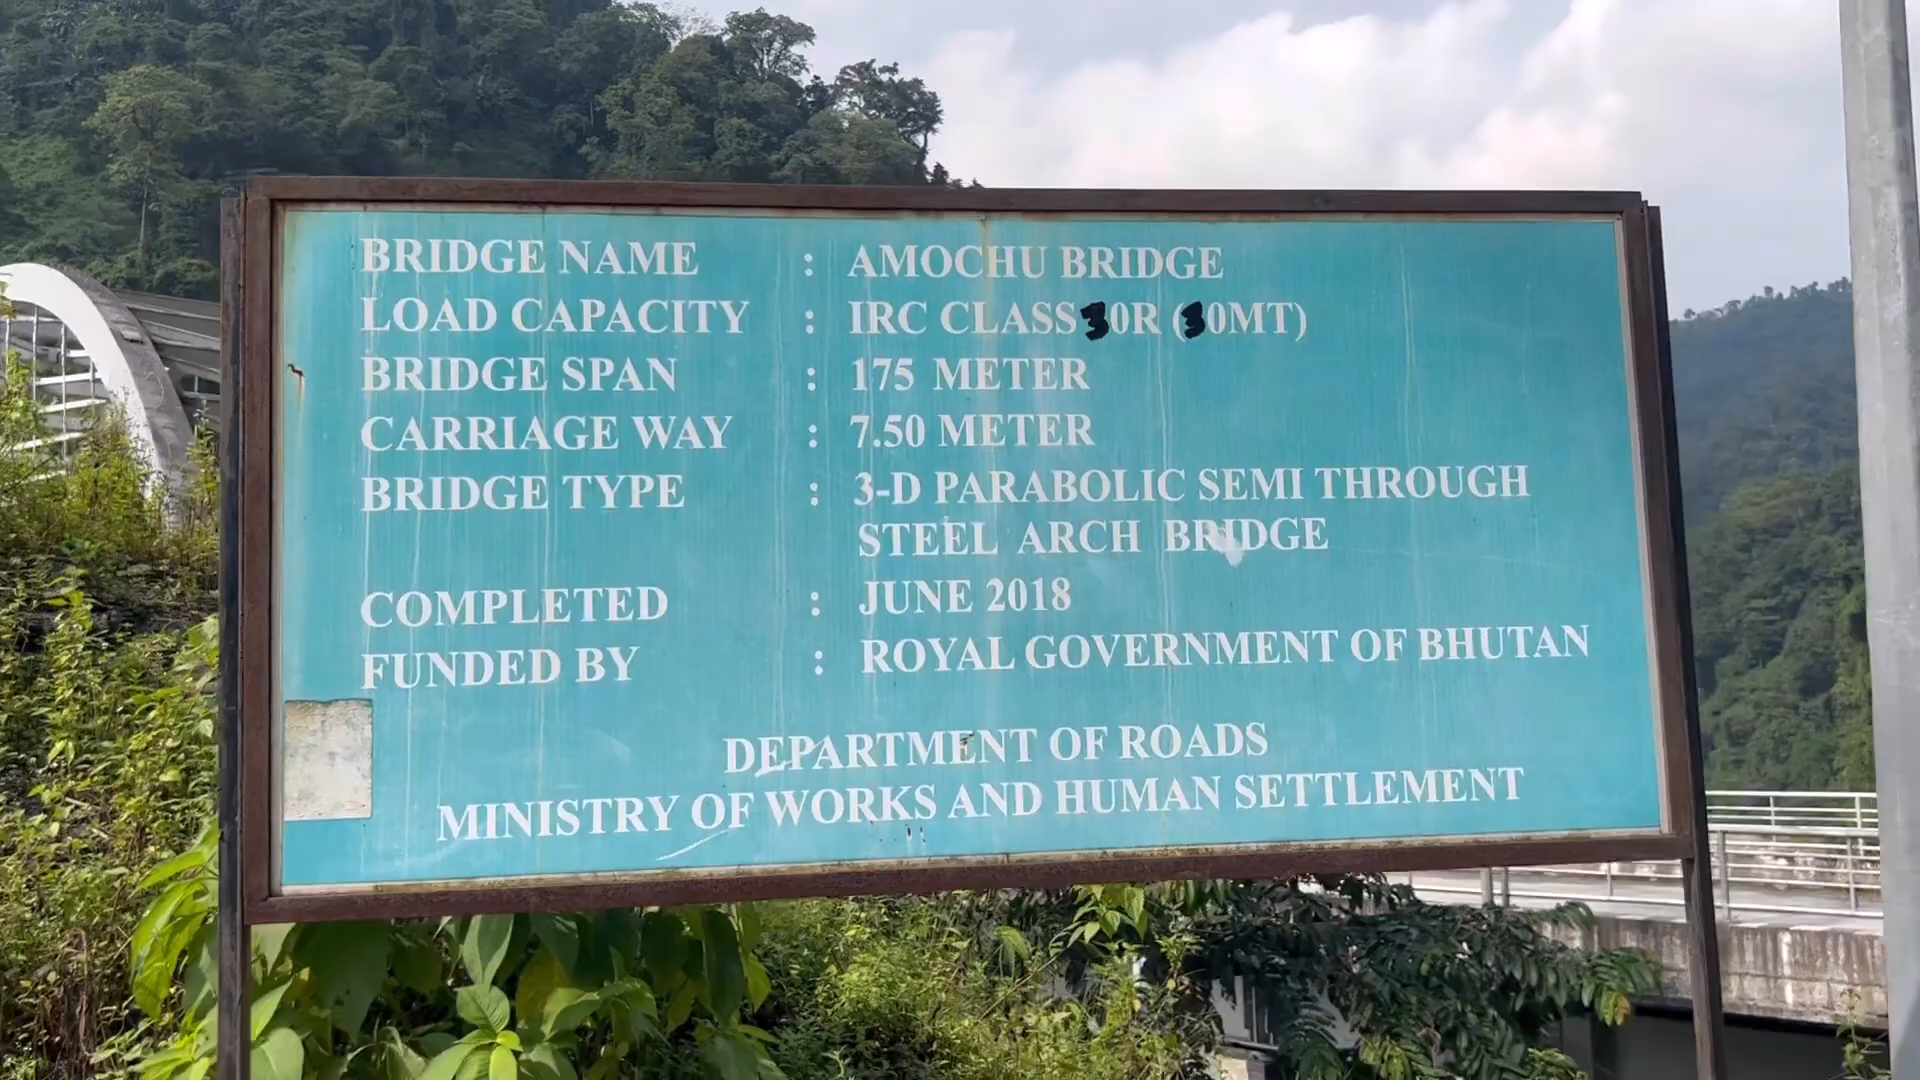 BRIDGE NAME : AMOCHU BRIDGE
LOAD CAPACITY : IRC CLASS 30R (30MT)
BRIDGE SPAN : 175 METER
CARRIAGE WAY : 7.50 METER
BRIDGE TYPE : 3-D PARABOLIC SEMI THROUGH
STEEL ARCH BRIDGE
COMPLETED : JUNE 2018
FUNDED BY : ROYAL GOVERNMENT OF BHUTAN
DEPARTMENT OF ROADS
MINISTRY OF WORKS AND HUMAN SETTLEMENT